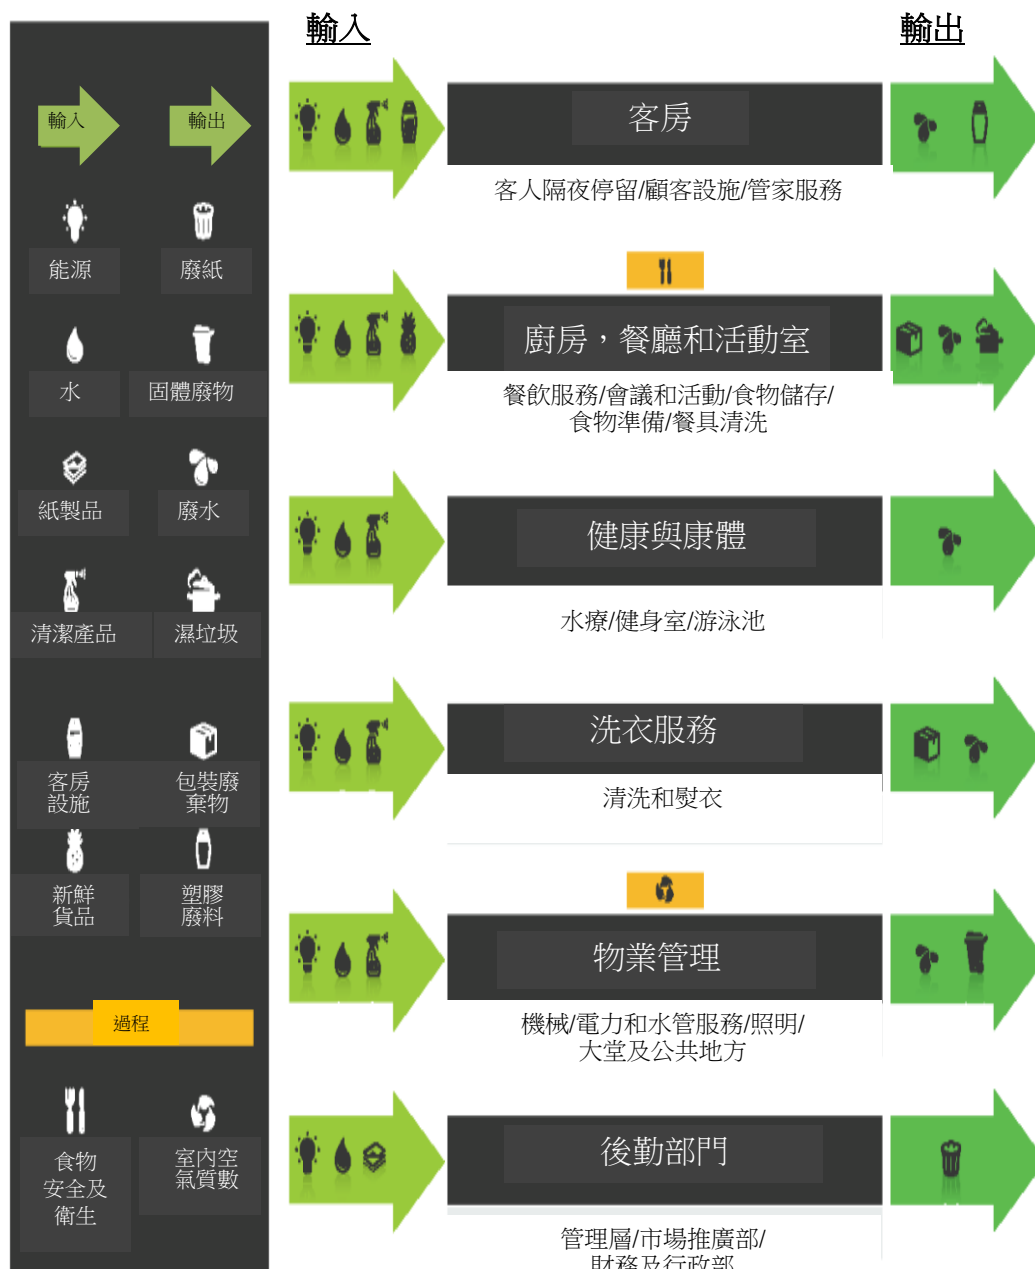 輸入
輸出
能源
廢紙
水
固體廢物
紙製品
廢水
清潔產品
濕垃圾
客房
設施
包裝廢
棄物
新鮮
貨品
塑膠
廢料
過程
食物
安全及
衛生
室內空
氣質數
輸入
輸出
客房
客人隔夜停留/顧客設施/管家服務
廚房，餐廳和活動室
餐飲服務/會議和活動/食物儲存/
食物準備/餐具清洗
健康與康體
水療/健身室/游泳池
洗衣服務
清洗和熨衣
物業管理
機械/電力和水管服務/照明/
大堂及公共地方
後勤部門
管理層/市場推廣部/
財務及行政部